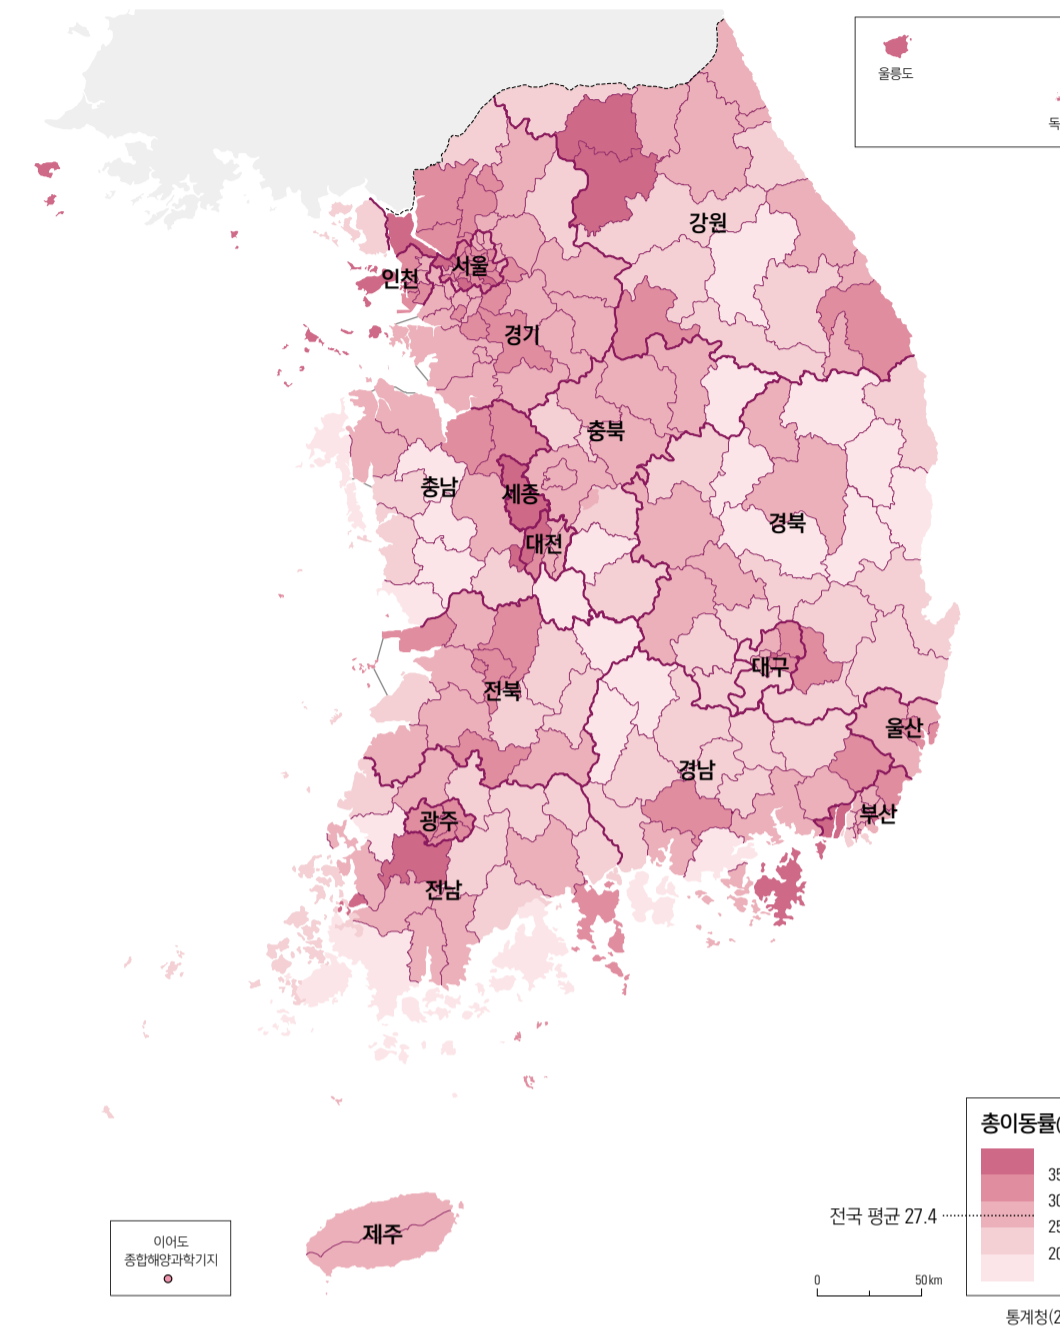 울릉도
독
강원
서울
인천
경기
충북
충남
세종
경북
대전
대구
전북
울산
경남
부산
광주
전남
제주
이어도
종합해양과학기지
총이동률(
35
30
전국 평균 27.4
25
20
0 50km
통계청(2